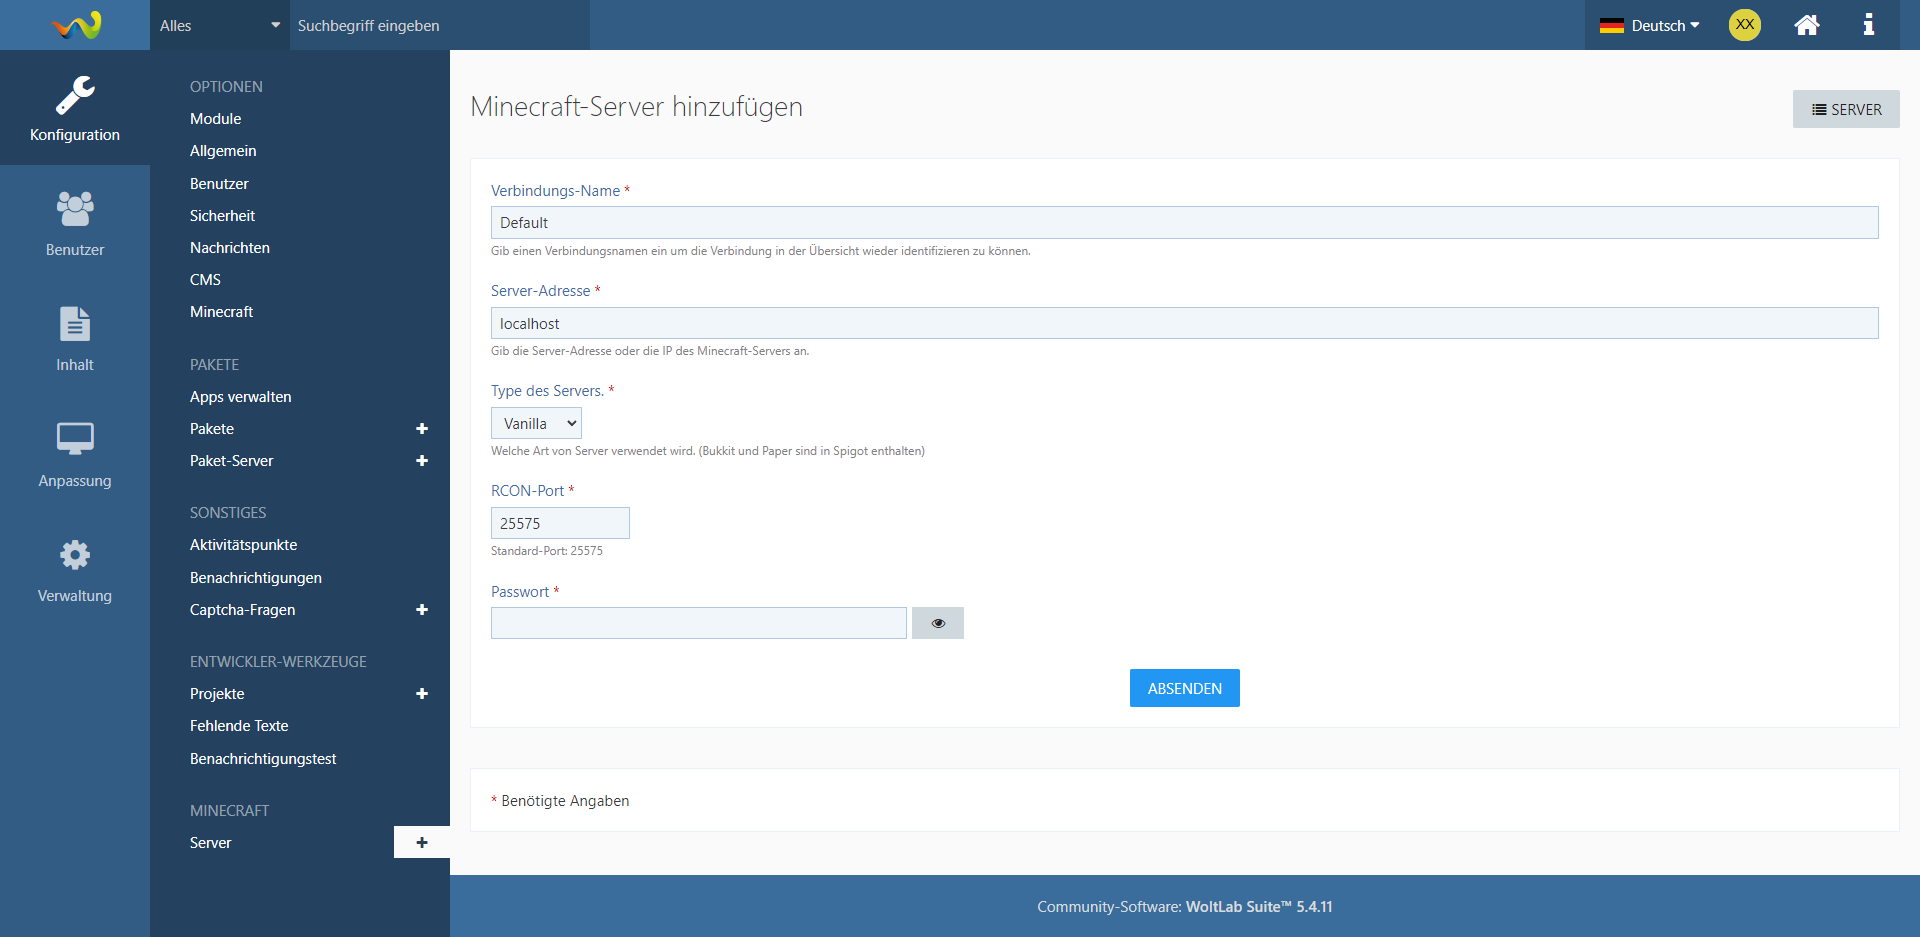 Alles
Suchbegriff eingeben
Deutsch
XX
Konfiguration
Benutzer
Inhalt
Anpassung
Verwaltung
OPTIONEN
Module
Allgemein
Benutzer
Sicherheit
Nachrichten
CMS
Minecraft
PAKETE
Apps verwalten
Pakete
Paket-Server
SONSTIGES
Aktivitätspunkte
Benachrichtigungen
Captcha-Fragen
ENTWICKLER-WERKZEUGE
Projekte
Fehlende Texte
Benachrichtigungstest
MINECRAFT
Server
Minecraft-Server hinzufügen
SERVER
Verbindungs-Name *
Default
Gib einen Verbindungsnamen ein um die Verbindung in der Übersicht wieder identifizieren zu können.
Server-Adresse *
localhost
Gib die Server-Adresse oder die IP des Minecraft-Servers an.
Type des Servers. *
Vanilla
Welche Art von Server verwendet wird. (Bukkit und Paper sind in Spigot enthalten)
RCON-Port *
25575
Standard-Port: 25575
Passwort *
ABSENDEN
* Benötigte Angaben
Community-Software: WoltLab Suite™ 5.4.11